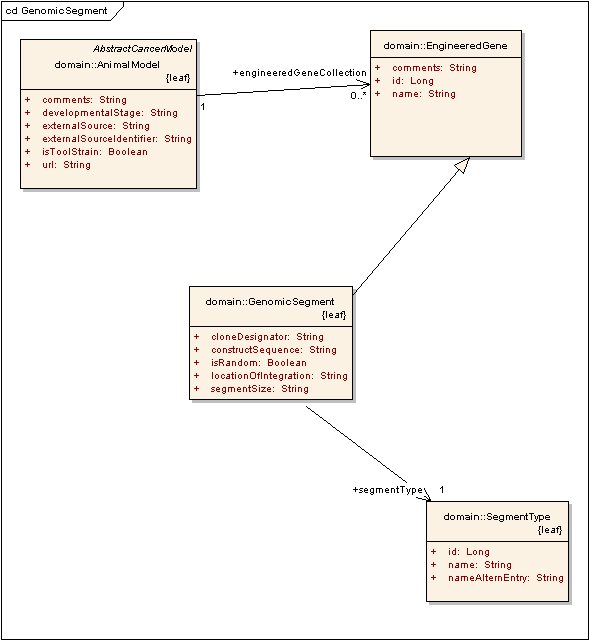 cd GenomicSegment
AbstractCancerModel
domain::AnimalModel
{leaf}
+ comments: String
+ developmentalStage: String
+ externalSource: String
+ externalSourceIdentifier: String
+ isToolStrain: Boolean
+ url: String
1
+engineeredGeneCollection
0..*
domain::EngineeredGene
+ comments: String
+ id: Long
+ name: String
domain::GenomicSegment
{leaf}
+ cloneDesignator: String
+ constructSequence: String
+ isRandom: Boolean
+ locationOfIntegration: String
+ segmentSize: String
+segmentType 1
domain::SegmentType
{leaf}
+ id: Long
+ name: String
+ nameAlternEntry: String